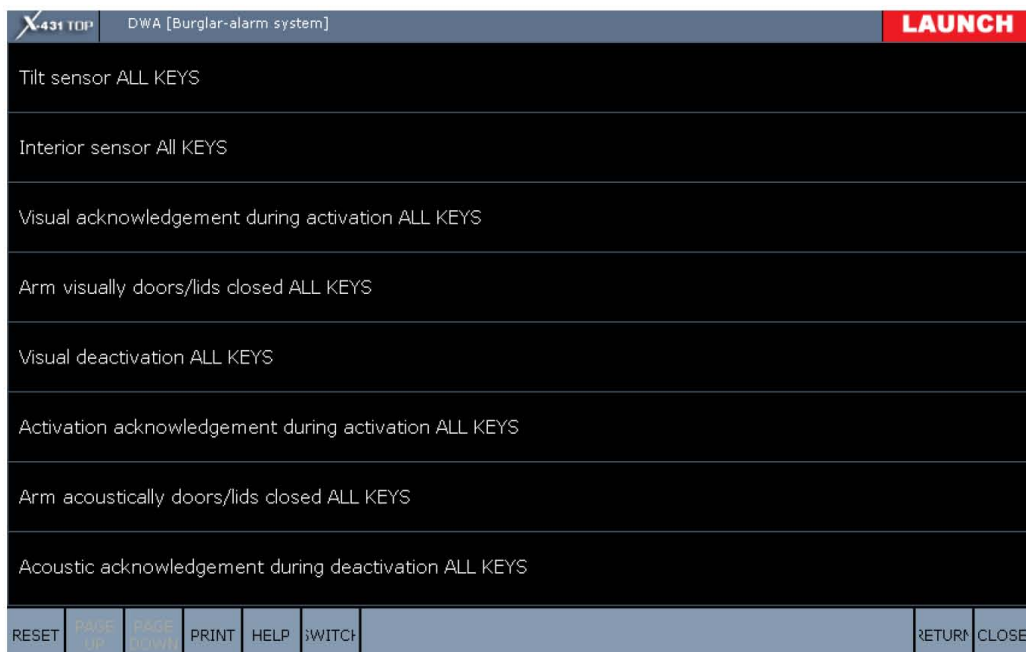 X-431 TOP DWA [Burglar-alarm system] LAUNCH
Tilt sensor ALL KEYS
Interior sensor All KEYS
Visual acknowledgement during activation ALL KEYS
Arm visually doors/lids closed ALL KEYS
Visual deactivation ALL KEYS
Activation acknowledgement during activation ALL KEYS
Arm acoustically doors/lids closed ALL KEYS
Acoustic acknowledgement during deactivation ALL KEYS
RESET PAGE UP PAGE DOWN PRINT HELP SWITCH RETURN CLOSE